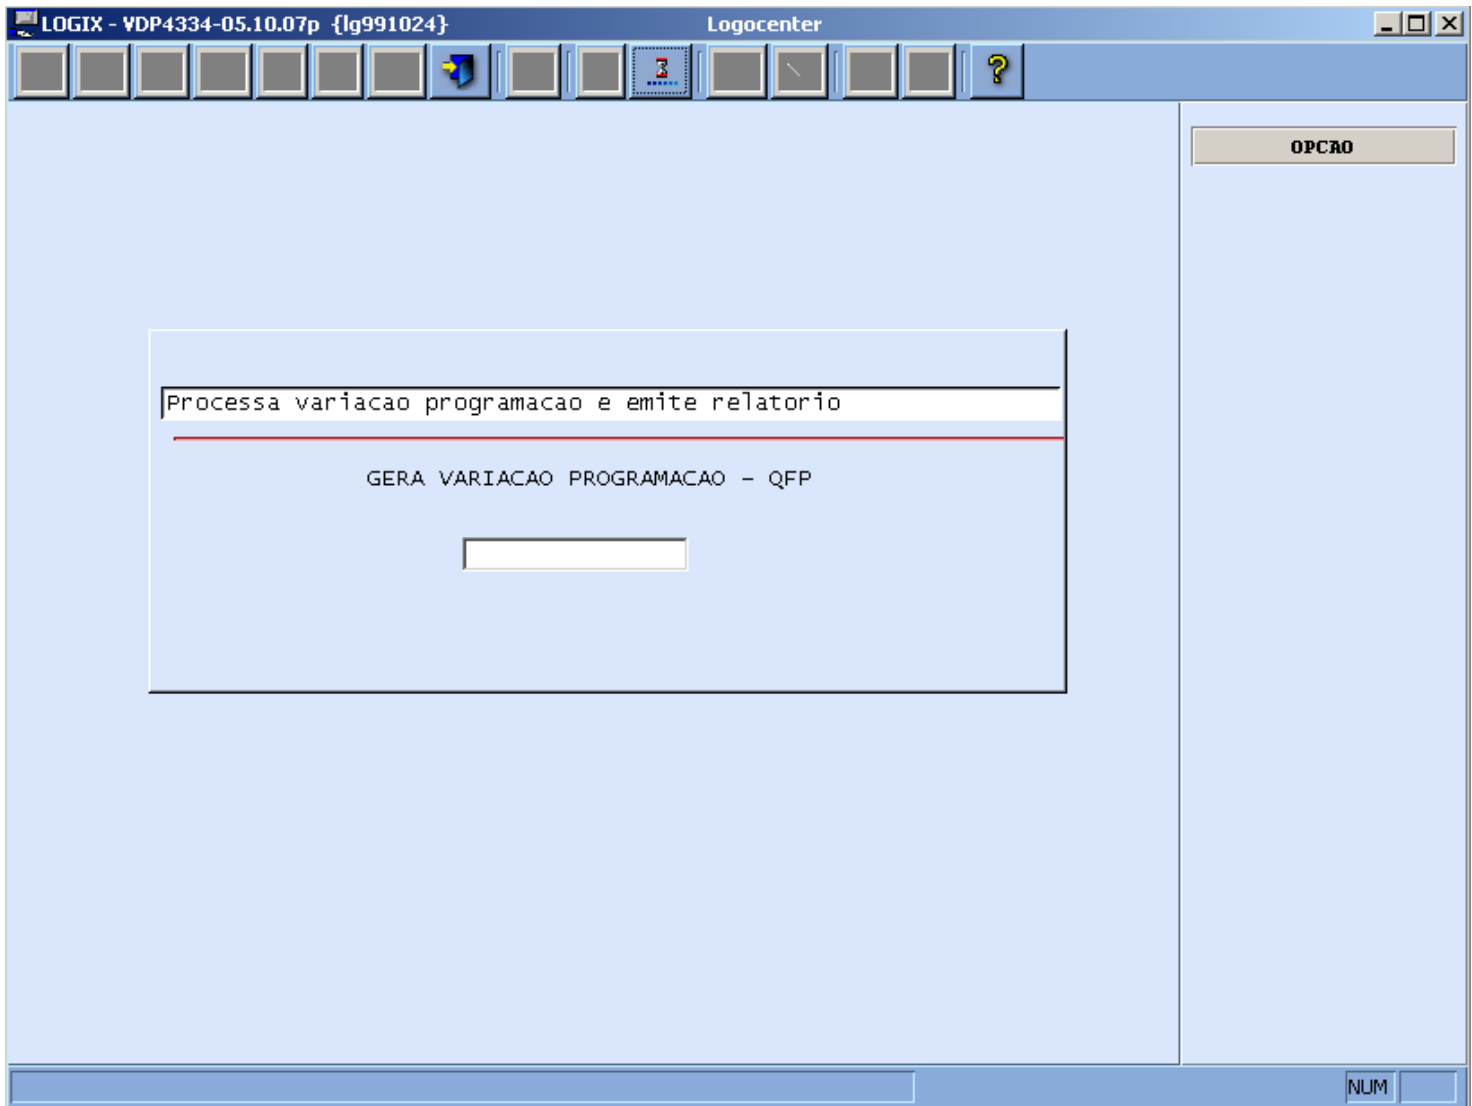 LOGIX - VDP4334-05.10.07p {lg991024} Logocenter
OPCAO
Processa variacao programacao e emite relatorio
GERA VARIACAO PROGRAMACAO - QFP
NUM